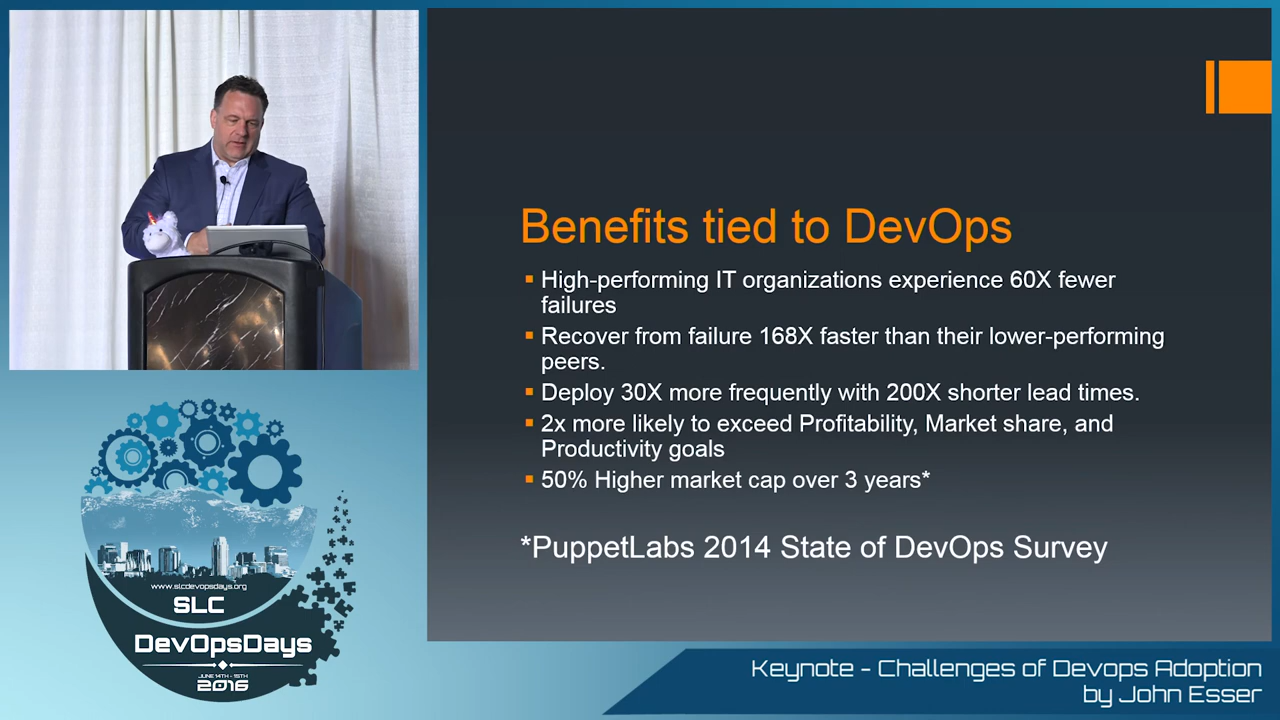 Benefits tied to DevOps
High-performing IT organizations experience 60X fewer
failures
Recover from failure 168X faster than their lower-performing
peers.
Deploy 30X more frequently with 200X shorter lead times.
2x more likely to exceed Profitability, Market share, and
Productivity goals
50% Higher market cap over 3 years*
*PuppetLabs 2014 State of DevOps Survey
www.slcdevopsdays.org
SLC
DevOpsDays
JUNE 14TH - 15TH
2016
Keynote - Challenges of Devops Adoption
by John Esser